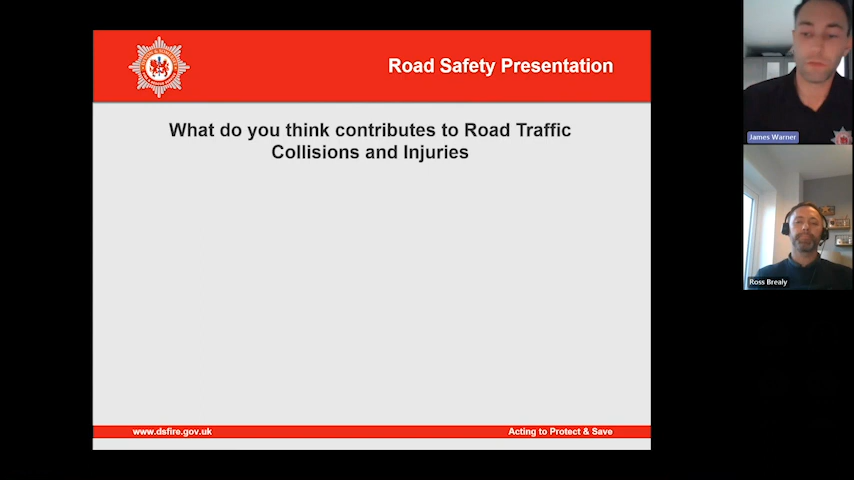 Road Safety Presentation
What do you think contributes to Road Traffic
Collisions and Injuries
www.dsfire.gov.uk
Acting to Protect & Save
James Warner
Ross Brealy